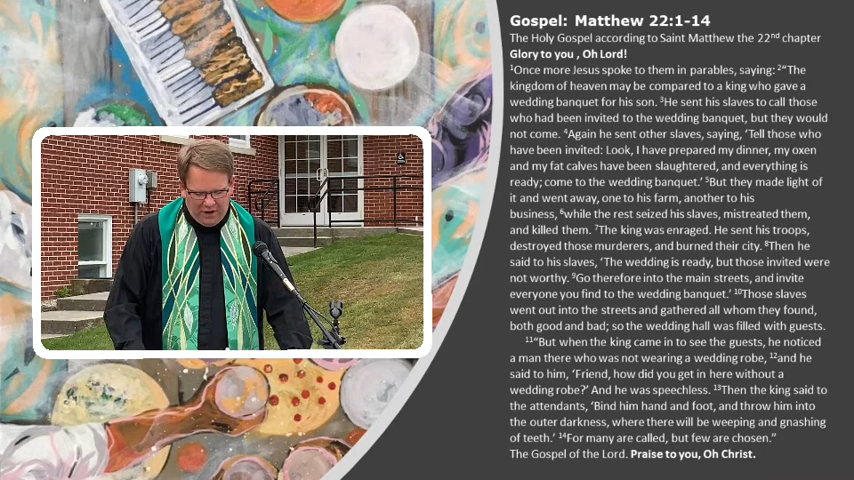 Gospel: Matthew 22:1-14
The Holy Gospel according to Saint Matthew the 22nd chapter
Glory to you , Oh Lord!
1Once more Jesus spoke to them in parables, saying: 2“The
kingdom of heaven may be compared to a king who gave a
wedding banquet for his son. 3He sent his slaves to call those
who had been invited to the wedding banquet, but they would
not come. 4Again he sent other slaves, saying, ‘Tell those who
have been invited: Look, I have prepared my dinner, my oxen
and my fat calves have been slaughtered, and everything is
ready; come to the wedding banquet.’ 5But they made light of
it and went away, one to his farm, another to his
business, 6while the rest seized his slaves, mistreated them,
and killed them. 7The king was enraged. He sent his troops,
destroyed those murderers, and burned their city. 8Then he
said to his slaves, ‘The wedding is ready, but those invited were
not worthy. 9Go therefore into the main streets, and invite
everyone you find to the wedding banquet.’ 10Those slaves
went out into the streets and gathered all whom they found,
both good and bad; so the wedding hall was filled with guests.
11“But when the king came in to see the guests, he noticed
a man there who was not wearing a wedding robe, 12and he
said to him, ‘Friend, how did you get in here without a
wedding robe?’ And he was speechless. 13Then the king said to
the attendants, ‘Bind him hand and foot, and throw him into
the outer darkness, where there will be weeping and gnashing
of teeth.’ 14For many are called, but few are chosen.”
The Gospel of the Lord. Praise to you, Oh Christ.